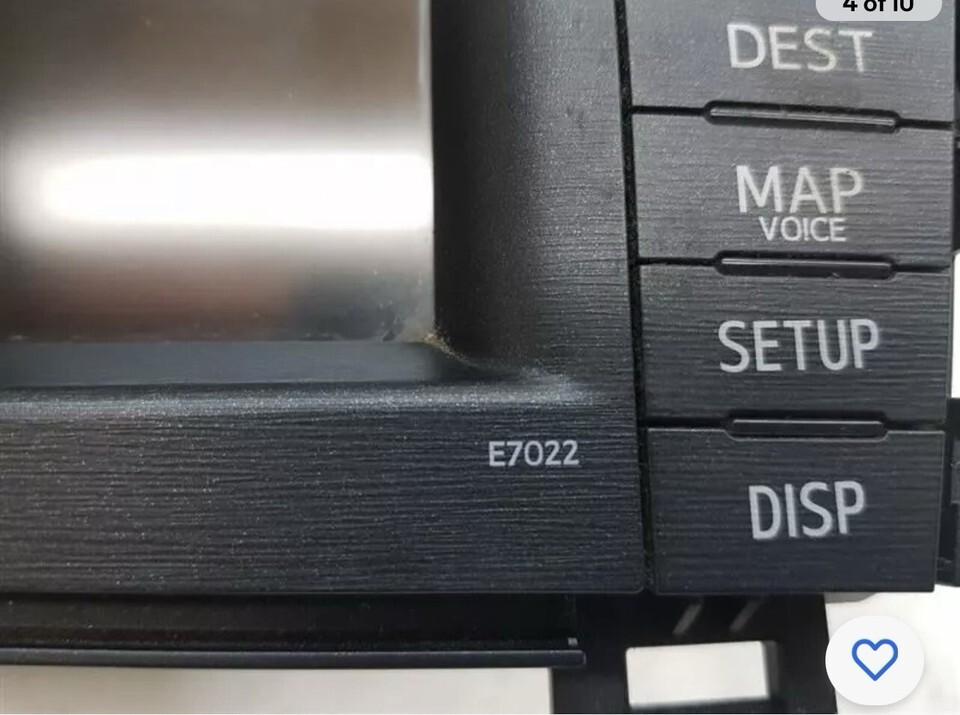 4 of 10
DEST
MAP
VOICE
SETUP
E7022
DISP